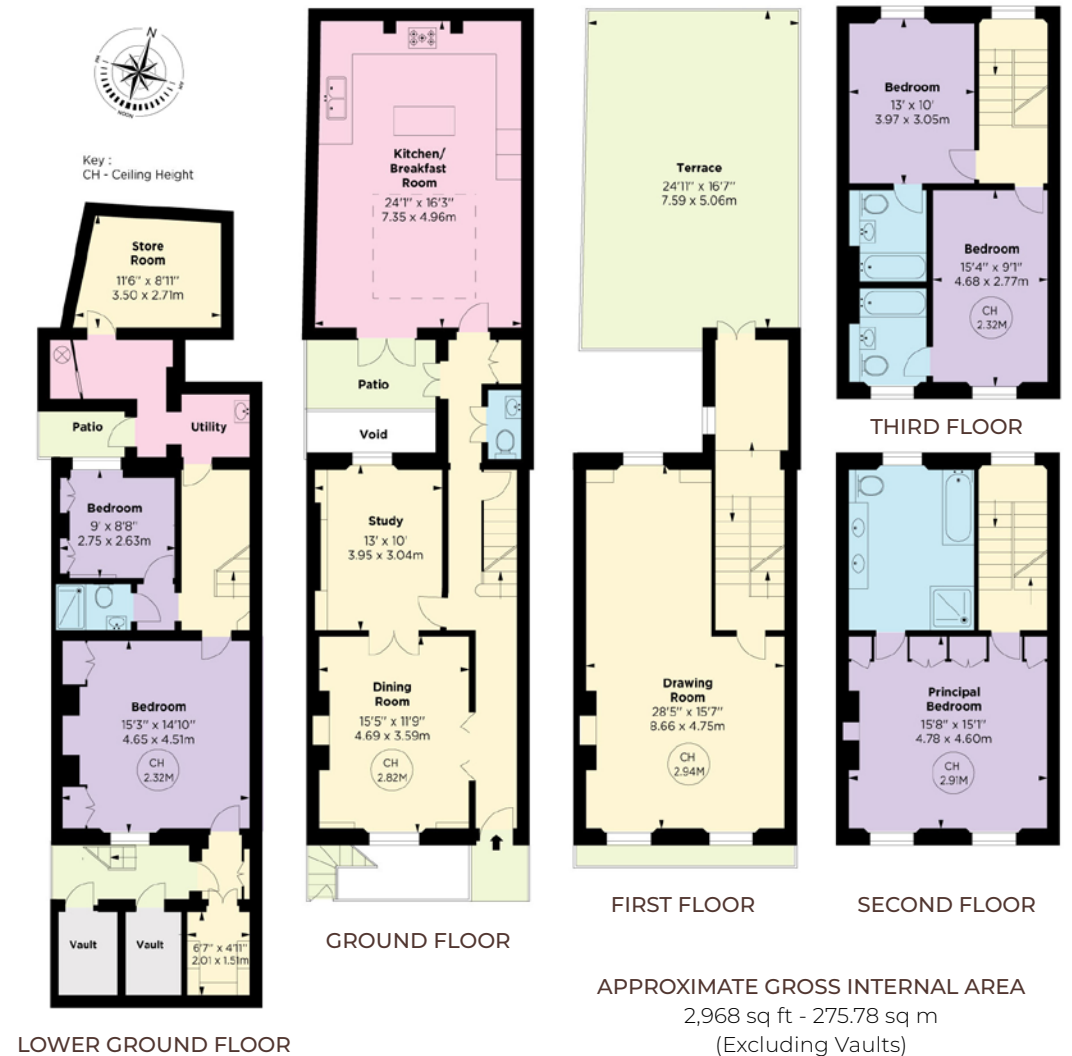 N
NOON
Key :
CH - Ceiling Height
Store
Room
11'6" x 8'11"
3.50 x 2.71m
Patio
Utility
Bedroom
9' x 8'8"
2.75 x 2.63m
Bedroom
15'3" x 14'10"
4.65 x 4.51m
CH
2.32M
Vault
Vault
6'7" x 4'11"
2.01 x 1.51m
LOWER GROUND FLOOR
Kitchen/
Breakfast
Room
24'1" x 16'3"
7.35 x 4.96m
Patio
Void
Study
13' x 10'
3.95 x 3.04m
Dining
Room
15'5" x 11'9"
4.69 x 3.59m
CH
2.82M
GROUND FLOOR
Terrace
24'11" x 16'7"
7.59 x 5.06m
Drawing
Room
28'5" x 15'7"
8.66 x 4.75m
CH
2.94M
FIRST FLOOR
Bedroom
13' x 10'
3.97 x 3.05m
Bedroom
15'4" x 9'1"
4.68 x 2.77m
CH
2.32M
THIRD FLOOR
Principal
Bedroom
15'8" x 15'1"
4.78 x 4.60m
CH
2.91M
SECOND FLOOR
APPROXIMATE GROSS INTERNAL AREA
2,968 sq ft - 275.78 sq m
(Excluding Vaults)